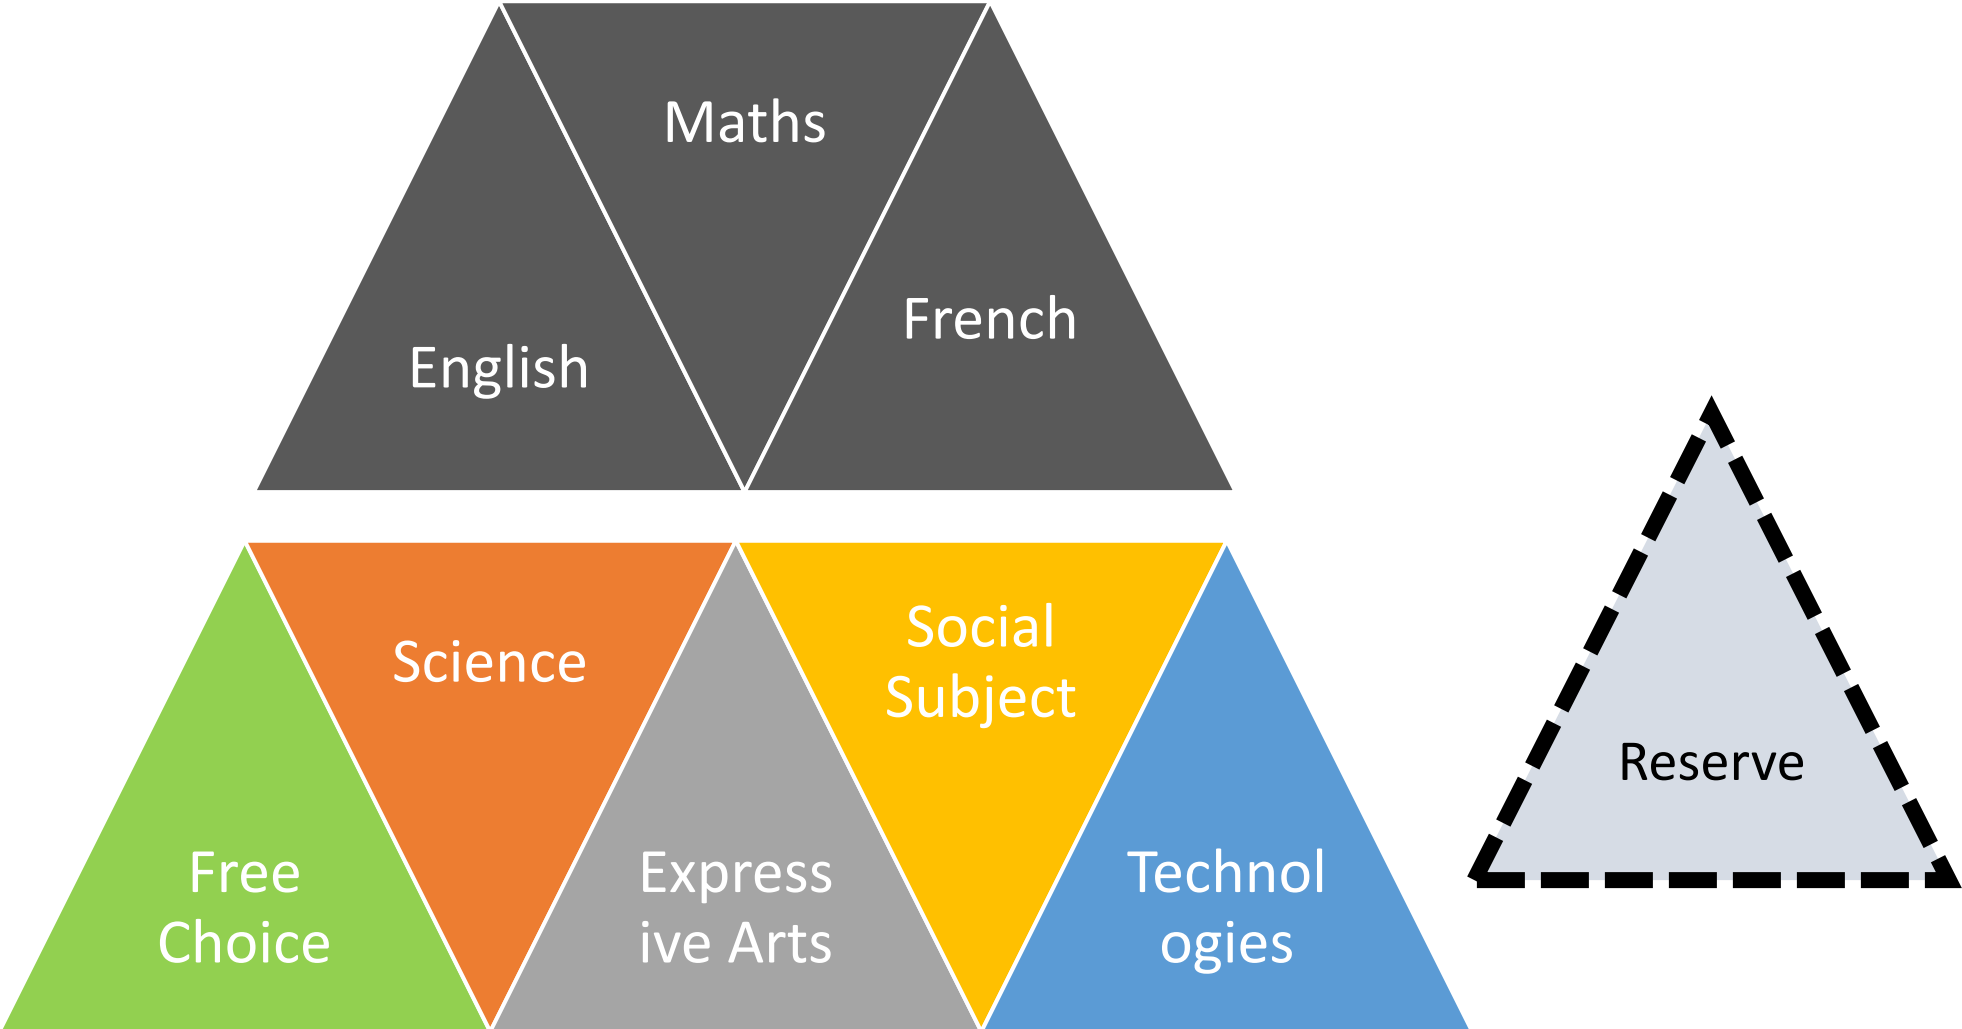 Maths
English
French
Science
Social
Subject
Free
Choice
Express
ive Arts
Technol
ogies
Reserve